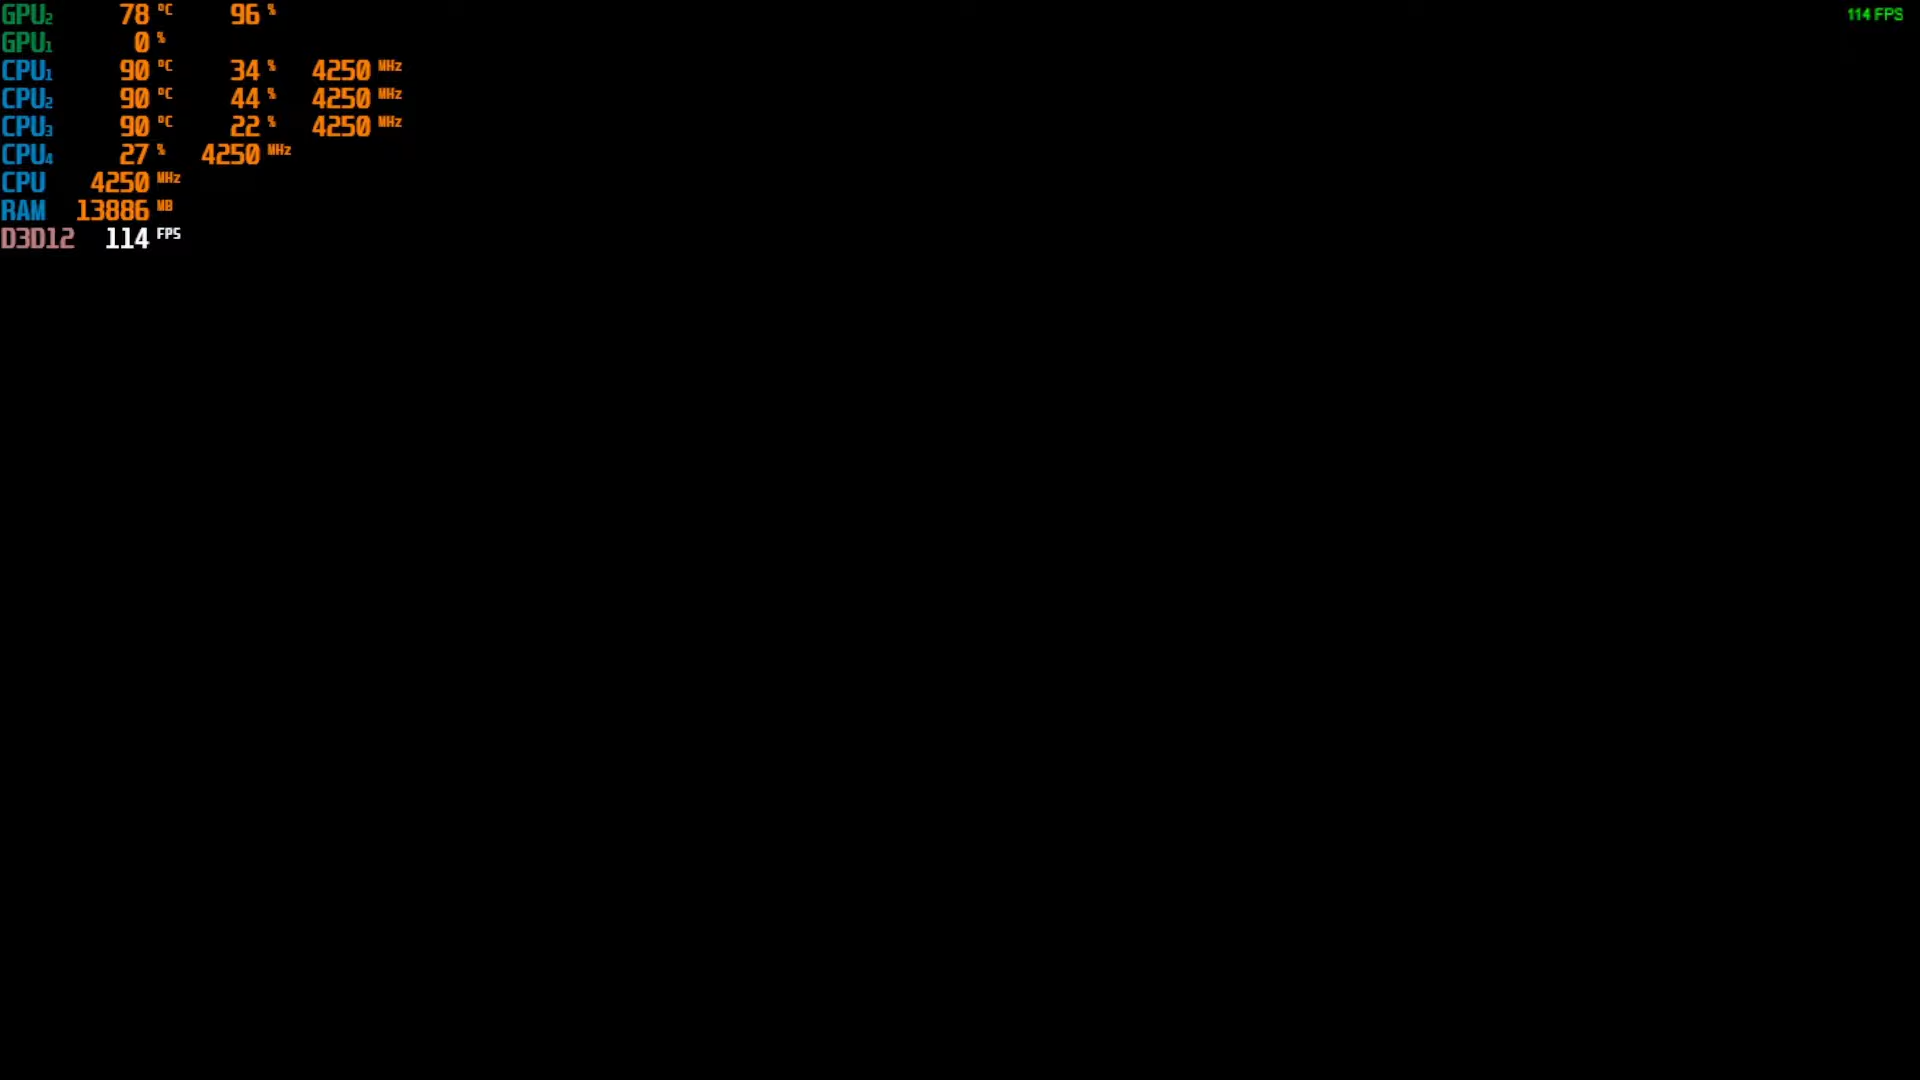 GPU2 78 °C 96 %
114 FPS
GPU1 0 %
CPU1 90 °C 34 % 4250 MHz
CPU2 90 °C 44 % 4250 MHz
CPU3 90 °C 22 % 4250 MHz
CPU4 27 % 4250 MHz
CPU 4250 MHz
RAM 13886 MB
D3D12 114 FPS